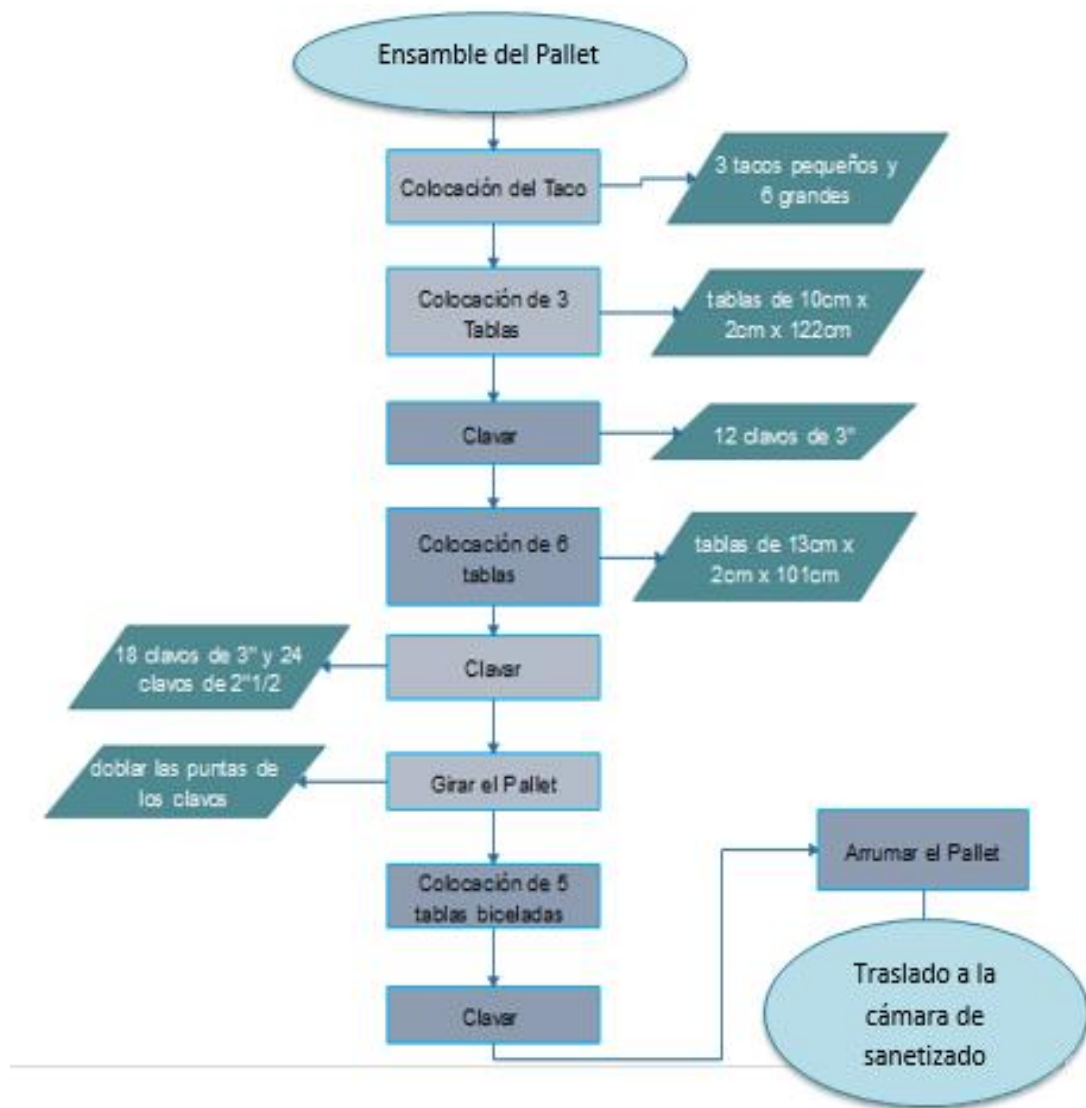 Ensamble del Pallet
Colocación del Taco
3 tacos pequeños y
6 grandes
Colocación de 3
Tablas
tablas de 10cm x
2cm x 122cm
Clavar
12 clavos de 3"
Colocación de 6
tablas
tablas de 13cm x
2cm x 101cm
Clavar
18 clavos de 3" y 24
clavos de 2"1/2
Girar el Pallet
doblar las puntas de
los clavos
Colocación de 5
tablas biceladas
Clavar
Arrumar el Pallet
Traslado a la
cámara de
sanetizado